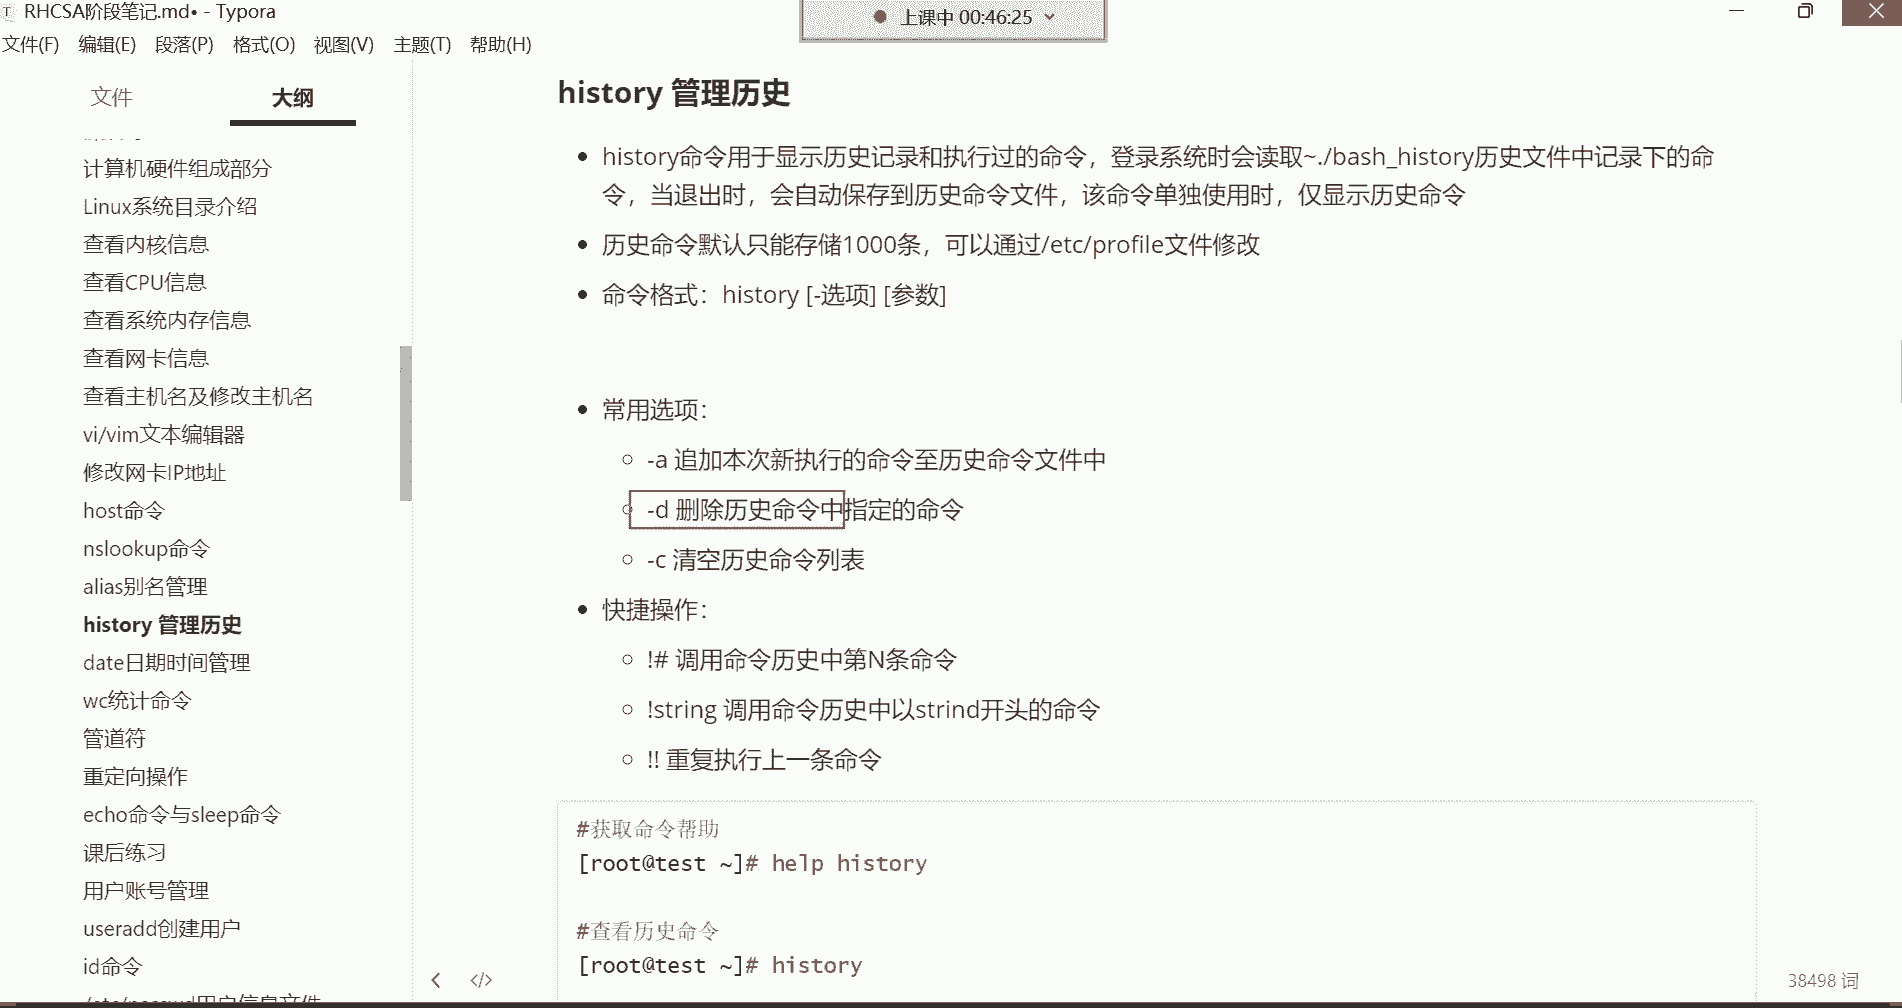 RHCSA阶段笔记.md• - Typora
上课中 00:46:25
文件(F) 编辑(E) 段落(P) 格式(O) 视图(V) 主题(T) 帮助(H)
文件 大纲
计算机硬件组成部分
Linux系统目录介绍
查看内核信息
查看CPU信息
查看系统内存信息
查看网卡信息
查看主机名及修改主机名
vi/vim文本编辑器
修改网卡IP地址
host命令
nslookup命令
alias别名管理
history 管理历史
date日期时间管理
wc统计命令
管道符
重定向操作
echo命令与sleep命令
课后练习
用户账号管理
useradd创建用户
id命令
/etc/passwd用户信息文件
history 管理历史
history命令用于显示历史记录和执行过的命令，登录系统时会读取~./bash_history历史文件中记录下的命
令，当退出时，会自动保存到历史命令文件，该命令单独使用时，仅显示历史命令
历史命令默认只能存储1000条，可以通过/etc/profile文件修改
命令格式：history [-选项] [参数]
常用选项：
-a 追加本次新执行的命令至历史命令文件中
-d 删除历史命令中指定的命令
-c 清空历史命令列表
快捷操作：
!# 调用命令历史中第N条命令
!string 调用命令历史中以strind开头的命令
!! 重复执行上一条命令
#获取命令帮助
[root@test ~]# help history
#查看历史命令
[root@test ~]# history
38498 词